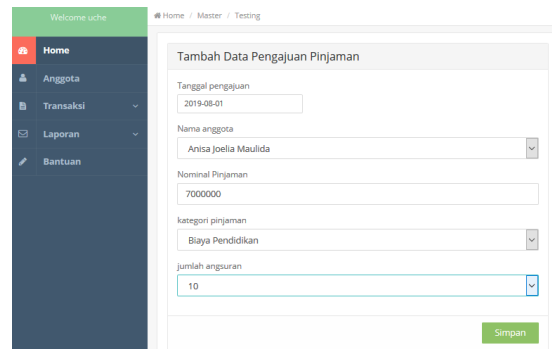 Welcome uche
Home / Master / Testing
Home
Anggota
Transaksi
Laporan
Bantuan
Tambah Data Pengajuan Pinjaman
Tanggal pengajuan
2019-08-01
Nama anggota
Anisa Joelia Maulida
Nominal Pinjaman
7000000
kategori pinjaman
Biaya Pendidikan
jumlah angsuran
10
Simpan